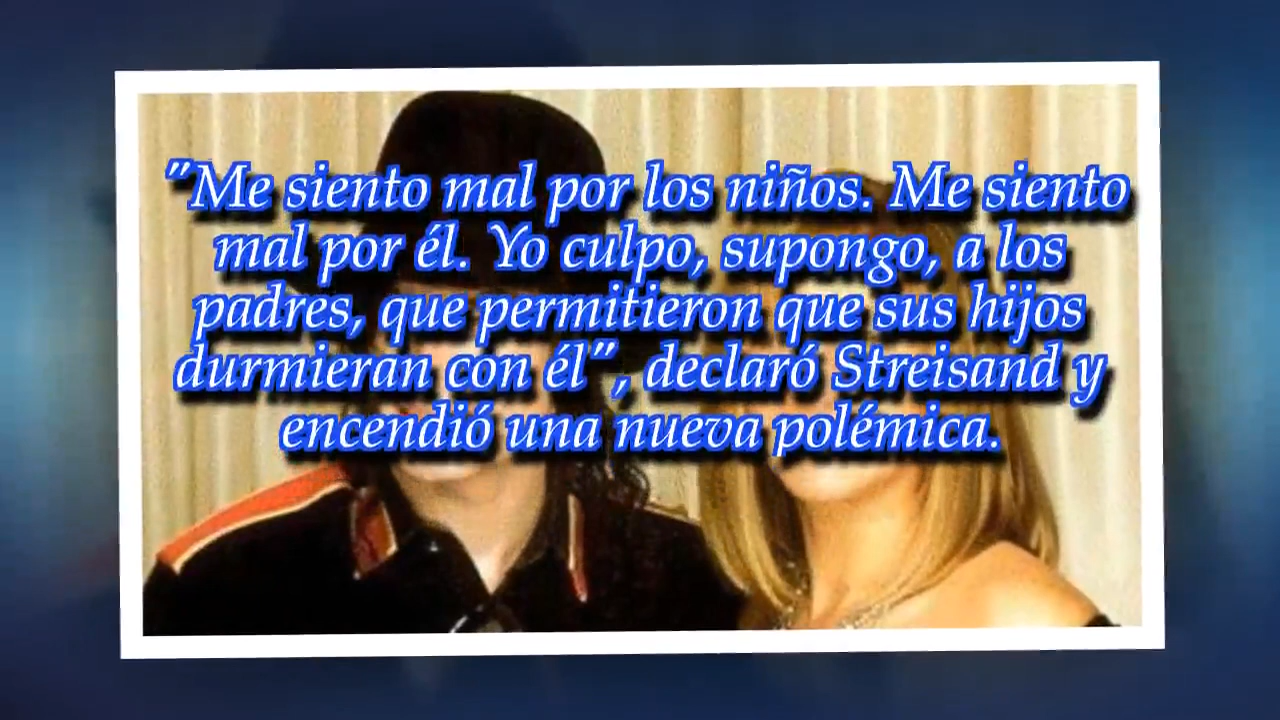 "Me siento mal por los niños. Me siento
mal por él. Yo culpo, supongo, a los
padres, que permitieron que sus hijos
durmieran con él", declaró Streisand y
encendió una nueva polémica.